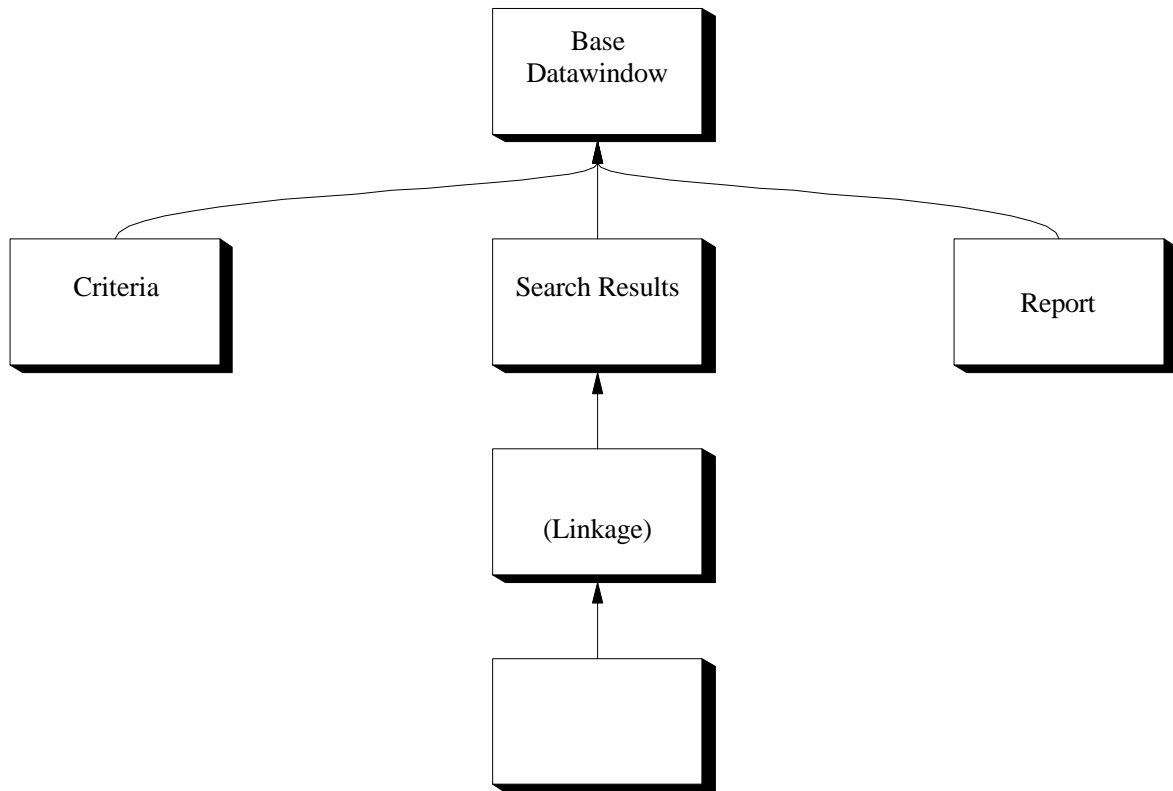 Base
Datawindow
Criteria
Search Results
Report
(Linkage)